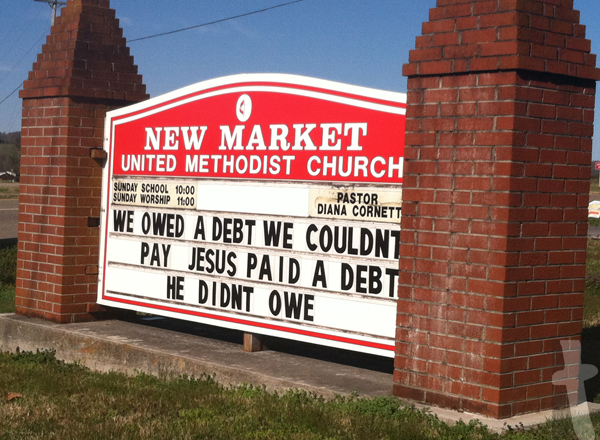 NEW MARKET
UNITED METHODIST CHURCH
SUNDAY SCHOOL 10:00
SUNDAY WORSHIP 11:00
PASTOR
DIANA CORNETT
WE OWED A DEBT WE COULDNT
PAY JESUS PAID A DEBT
HE DIDNT OWE
t